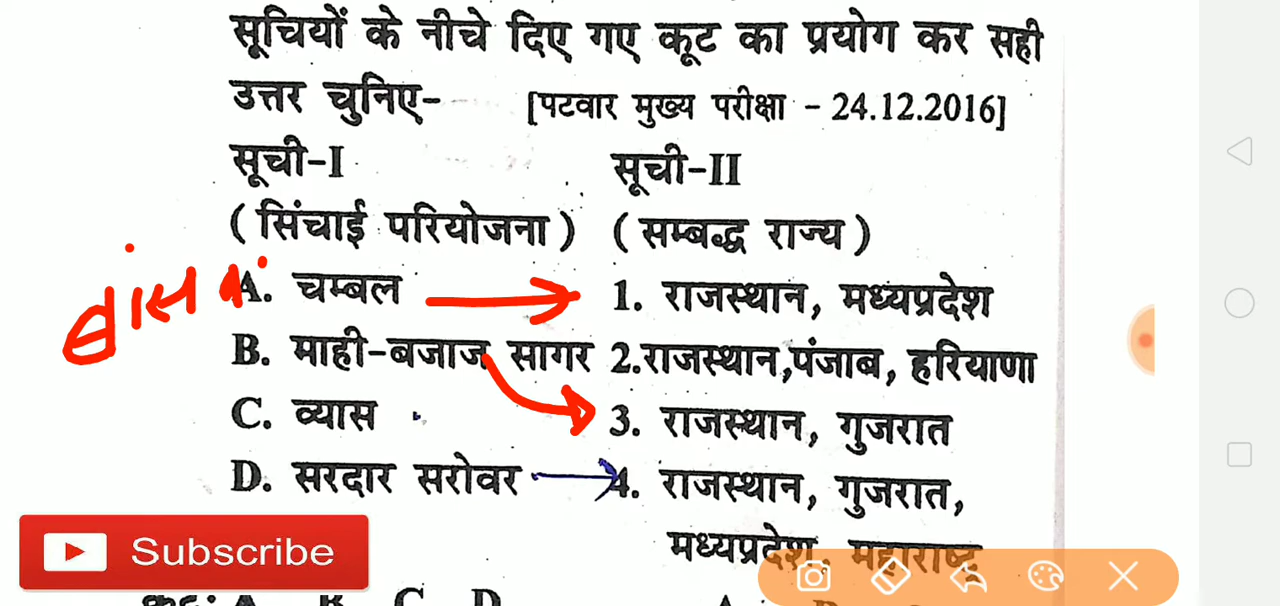 सूचियों के नीचे दिए गए कूट का प्रयोग कर सही
उत्तर चुनिए- [पटवार मुख्य परीक्षा - 24.12.2016]
सूची-I सूची-II
(सिंचाई परियोजना) (सम्बद्ध राज्य)
A. चम्बल 1. राजस्थान, मध्यप्रदेश
B. माही-बजाज सागर 2.राजस्थान,पंजाब, हरियाणा
C. व्यास 3. राजस्थान, गुजरात
D. सरदार सरोवर 4. राजस्थान, गुजरात,
मध्यप्रदेश, महाराष्ट्र
Subscribe
A B C D